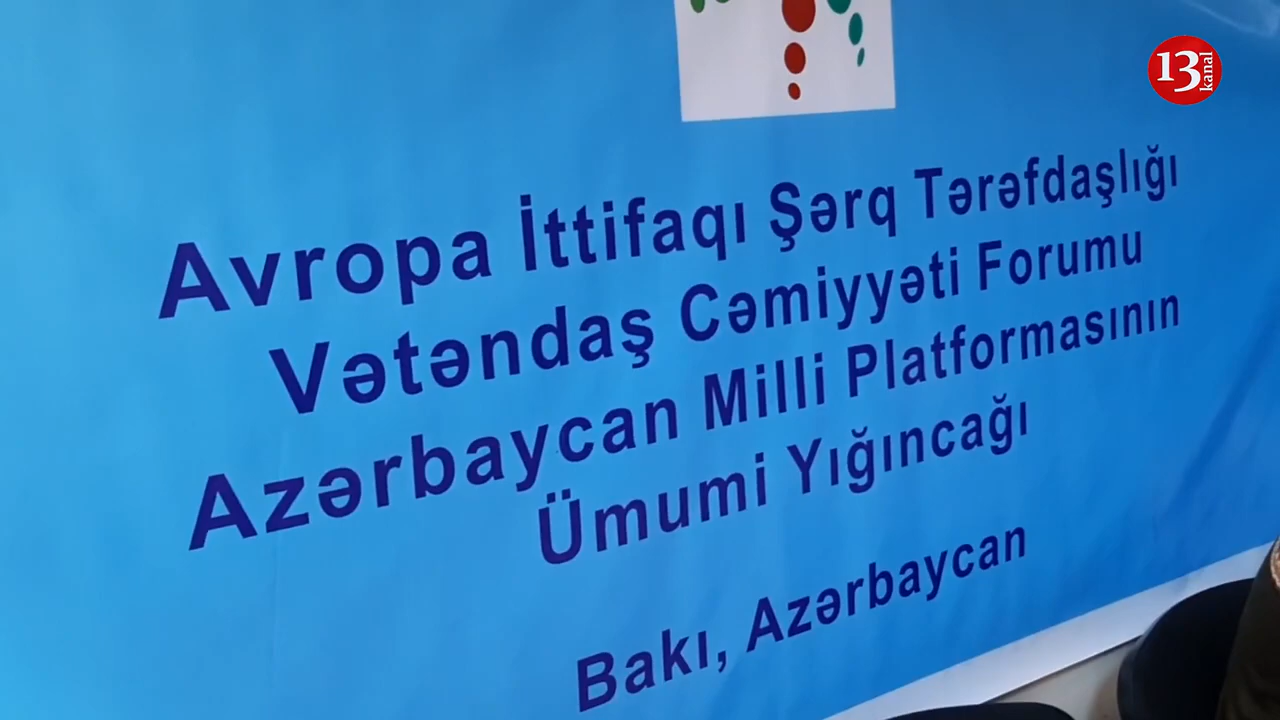 13 kanal
Avropa İttifaqı Şərq Tərəfdaşlığı
Vətəndaş Cəmiyyəti Forumu
Azərbaycan Milli Platformasının
Ümumi Yığıncağı
Bakı, Azərbaycan